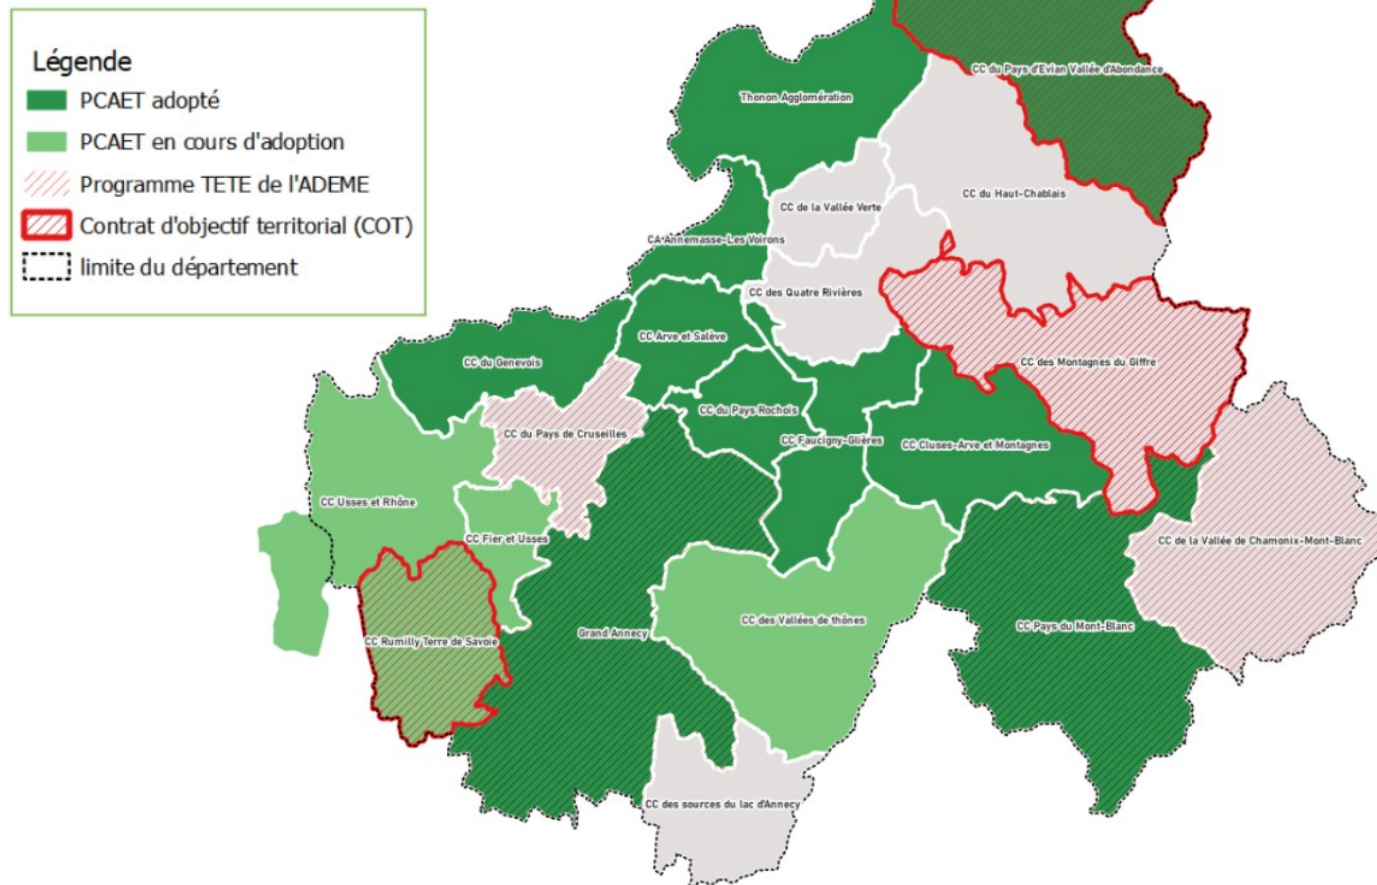 Légende
PCAET adopté
PCAET en cours d'adoption
Programme TETE de l'ADEME
Contrat d'objectif territorial (COT)
limite du département
CC du Pays d'Evian Vallée d'Abondance
Thonon Agglomération
CC du Haut-Chablais
CC de la Vallée Verte
CA Annemasse-Les Voirons
CC des Quatre Rivières
CC Arve et Salève
CC du Genevois
CC des Montagnes du Giffre
CC du Pays Rochois
CC du Pays de Cruseilles
CC Faucigny-Glières
CC Cluses-Arve et Montagnes
CC Usses et Rhône
CC Fier et Usses
CC de la Vallée de Chamonix-Mont-Blanc
CC des Vallées de thônes
CC Pays du Mont-Blanc
Grand Annecy
CC Rumilly Terre de Savoie
CC des sources du lac d'Annecy